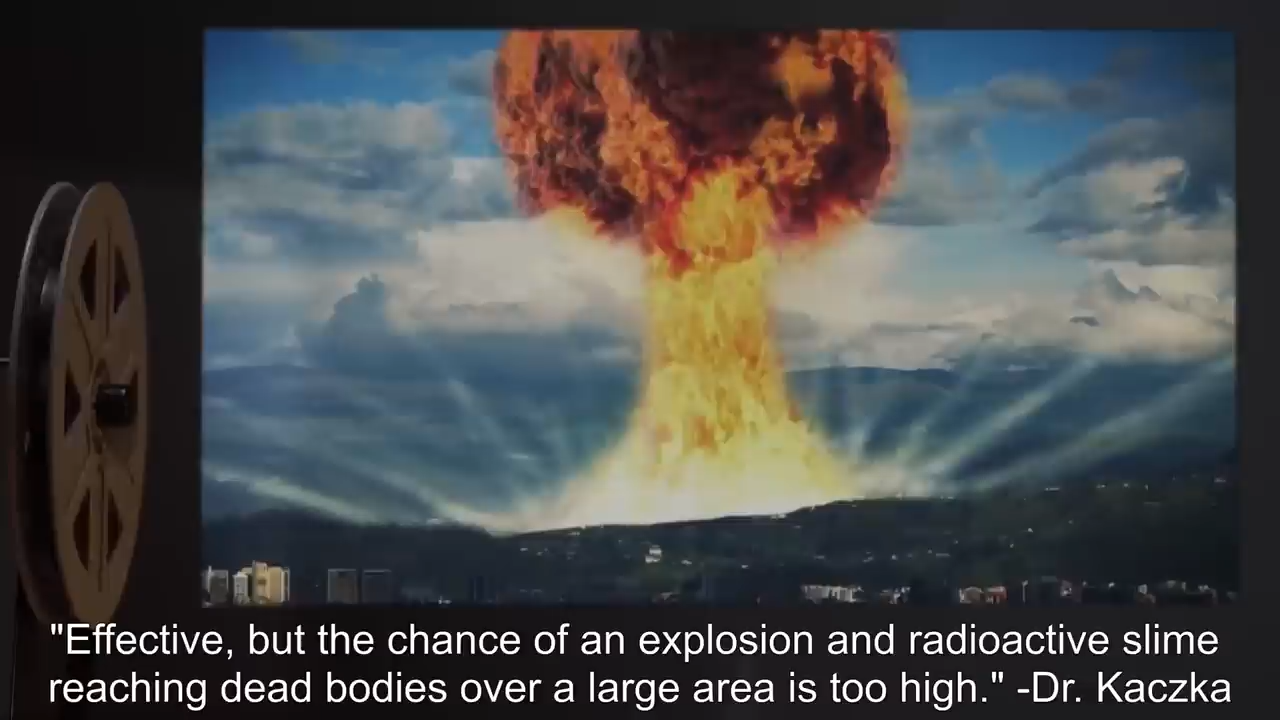 "Effective, but the chance of an explosion and radioactive slime
reaching dead bodies over a large area is too high." -Dr. Kaczka